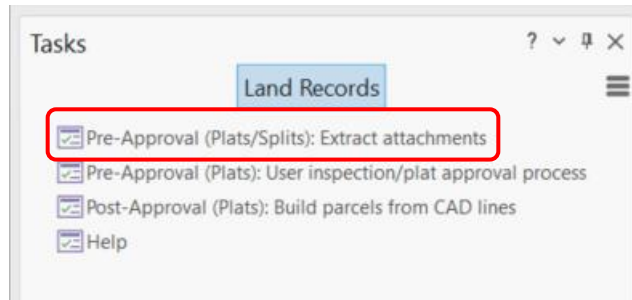 Tasks
?
Land Records
Pre-Approval (Plats/Splits): Extract attachments
Pre-Approval (Plats): User inspection/plat approval process
Post-Approval (Plats): Build parcels from CAD lines
Help